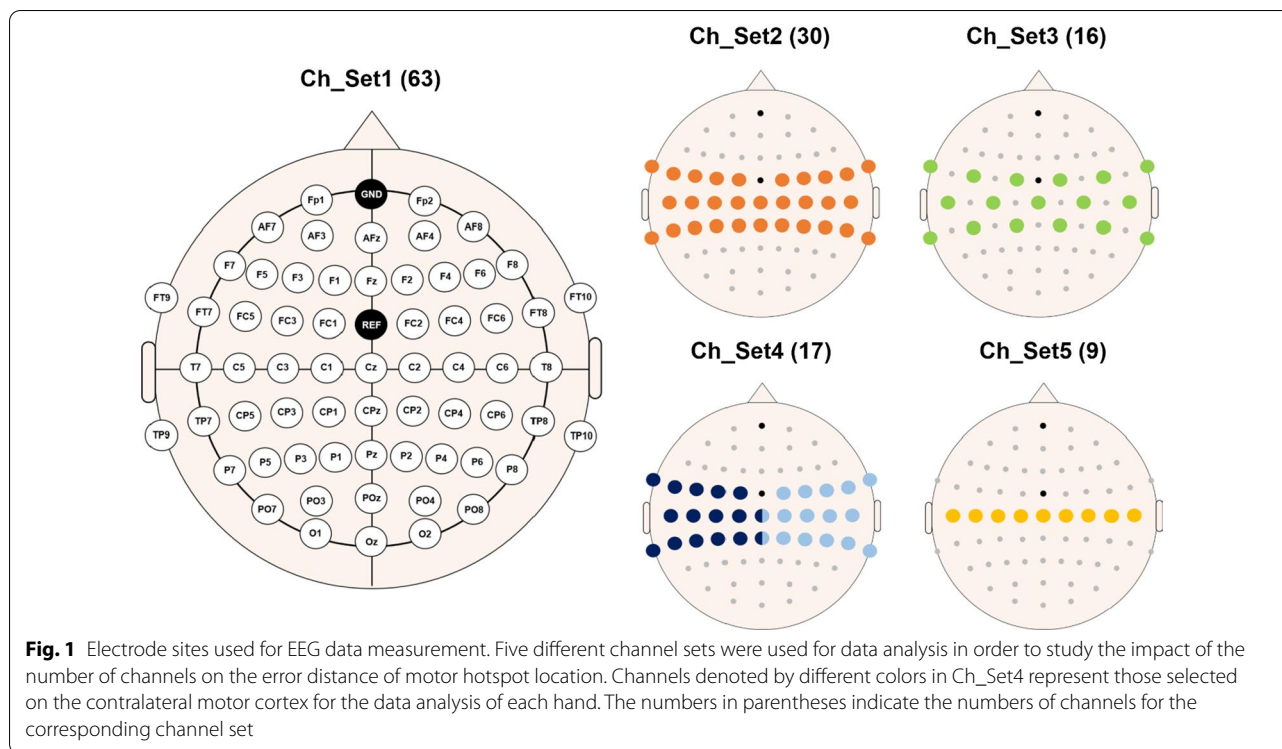 Ch_Set1 (63)
Ch_Set2 (30)
Ch_Set3 (16)
GND
Fp1 Fp2
AF7 AF3 AFz AF4 AF8
F7 F5 F3 F1 Fz F2 F4 F6 F8
FT9 FT10
FT7 FC5 FC3 FC1 REF FC2 FC4 FC6 FT8
T7 C5 C3 C1 Cz C2 C4 C6 T8
TP7 CP5 CP3 CP1 CPz CP2 CP4 CP6 TP8
TP9 TP10
P7 P5 P3 P1 Pz P2 P4 P6 P8
PO7 PO3 POz PO4 PO8
O1 Oz O2
Ch_Set4 (17)
Ch_Set5 (9)
Fig. 1 Electrode sites used for EEG data measurement. Five different channel sets were used for data analysis in order to study the impact of the
number of channels on the error distance of motor hotspot location. Channels denoted by different colors in Ch_Set4 represent those selected
on the contralateral motor cortex for the data analysis of each hand. The numbers in parentheses indicate the numbers of channels for the
corresponding channel set